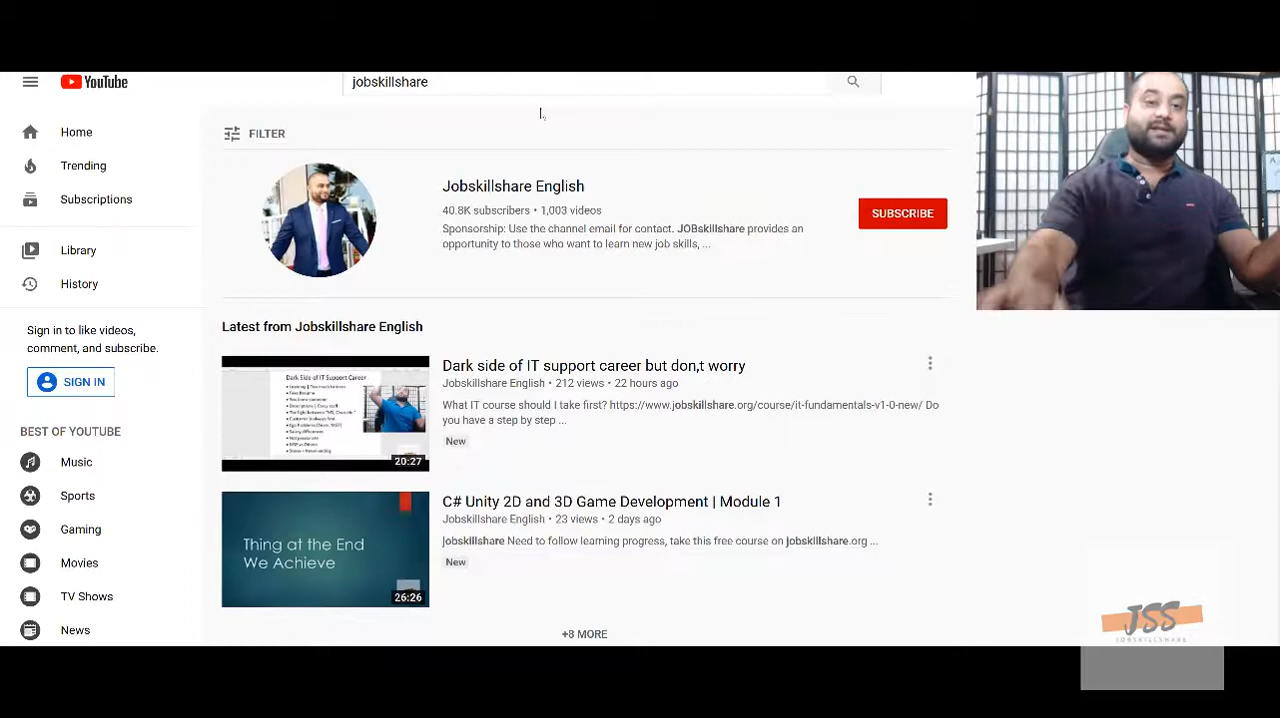 YouTube
jobskillshare
Home
Trending
Subscriptions
Library
History
Sign in to like videos,
comment, and subscribe.
SIGN IN
BEST OF YOUTUBE
Music
Sports
Gaming
Movies
TV Shows
News
FILTER
Jobskillshare English
40.8K subscribers • 1,003 videos
Sponsorship: Use the channel email for contact. JOBskillshare provides an
opportunity to those who want to learn new job skills, ...
SUBSCRIBE
Latest from Jobskillshare English
Dark Side of IT Support Career
20:27
Dark side of IT support career but don,t worry
Jobskillshare English • 212 views • 22 hours ago
What IT course should I take first? https://www.jobskillshare.org/course/it-fundamentals-v1-0-new/ Do
you have a step by step ...
New
Thing at the End
We Achieve
26:26
C# Unity 2D and 3D Game Development | Module 1
Jobskillshare English • 23 views • 2 days ago
jobskillshare Need to follow learning progress, take this free course on jobskillshare.org ...
New
+8 MORE
JSS
JOBSKILLSHARE